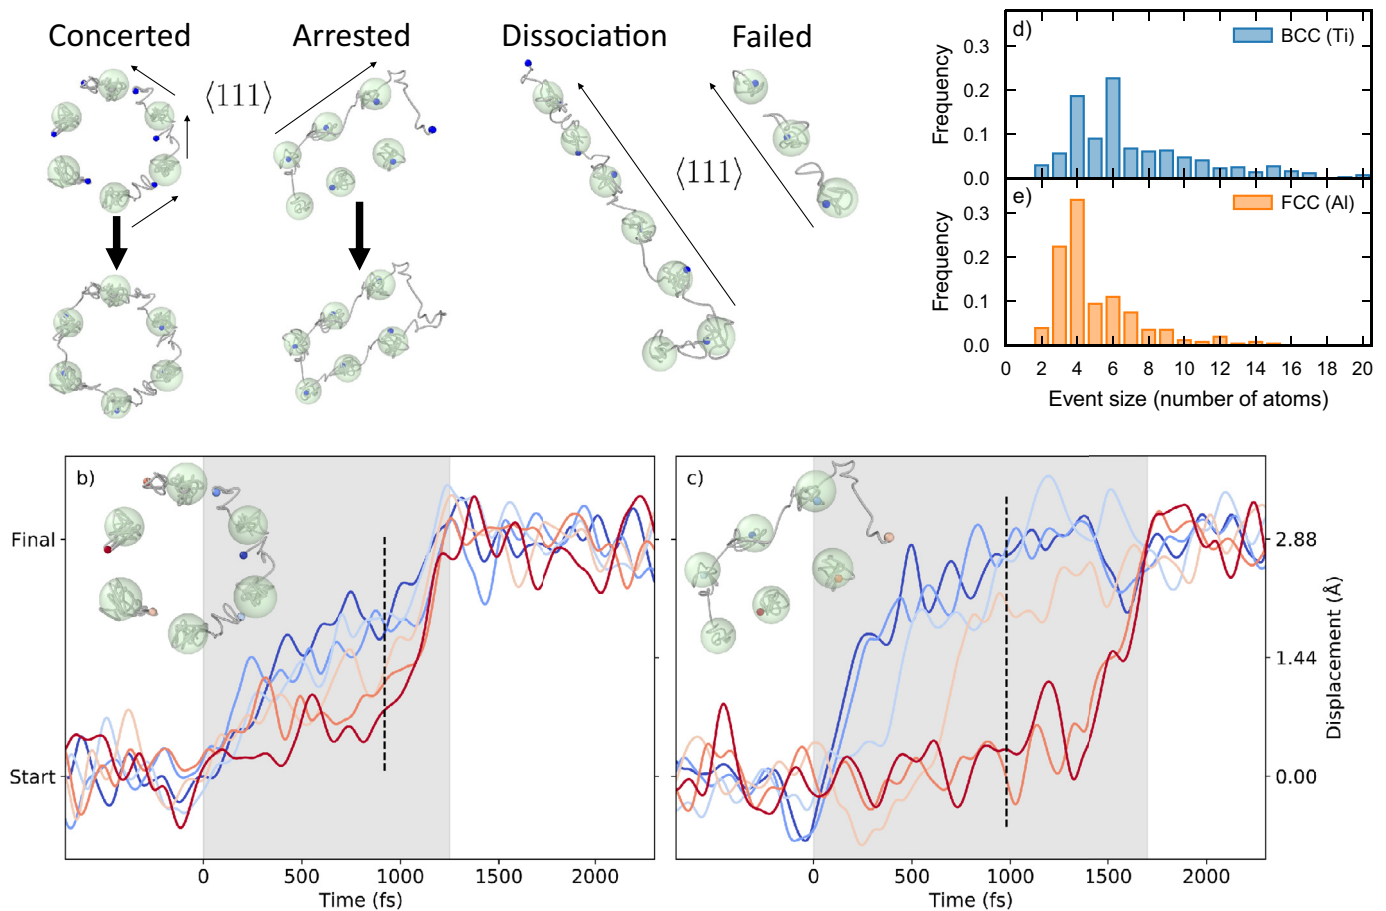 Concerted
Arrested
Dissociation
Failed
⟨111⟩
⟨111⟩
d)
BCC (Ti)
Frequency
0.3
0.2
0.1
0.0
e)
FCC (Al)
Frequency
0.3
0.2
0.1
0.0
0 2 4 6 8 10 12 14 16 18 20
Event size (number of atoms)
b)
Final
Start
0 500 1000 1500 2000
Time (fs)
c)
2.88
1.44
0.00
Displacement (Å)
0 500 1000 1500 2000
Time (fs)